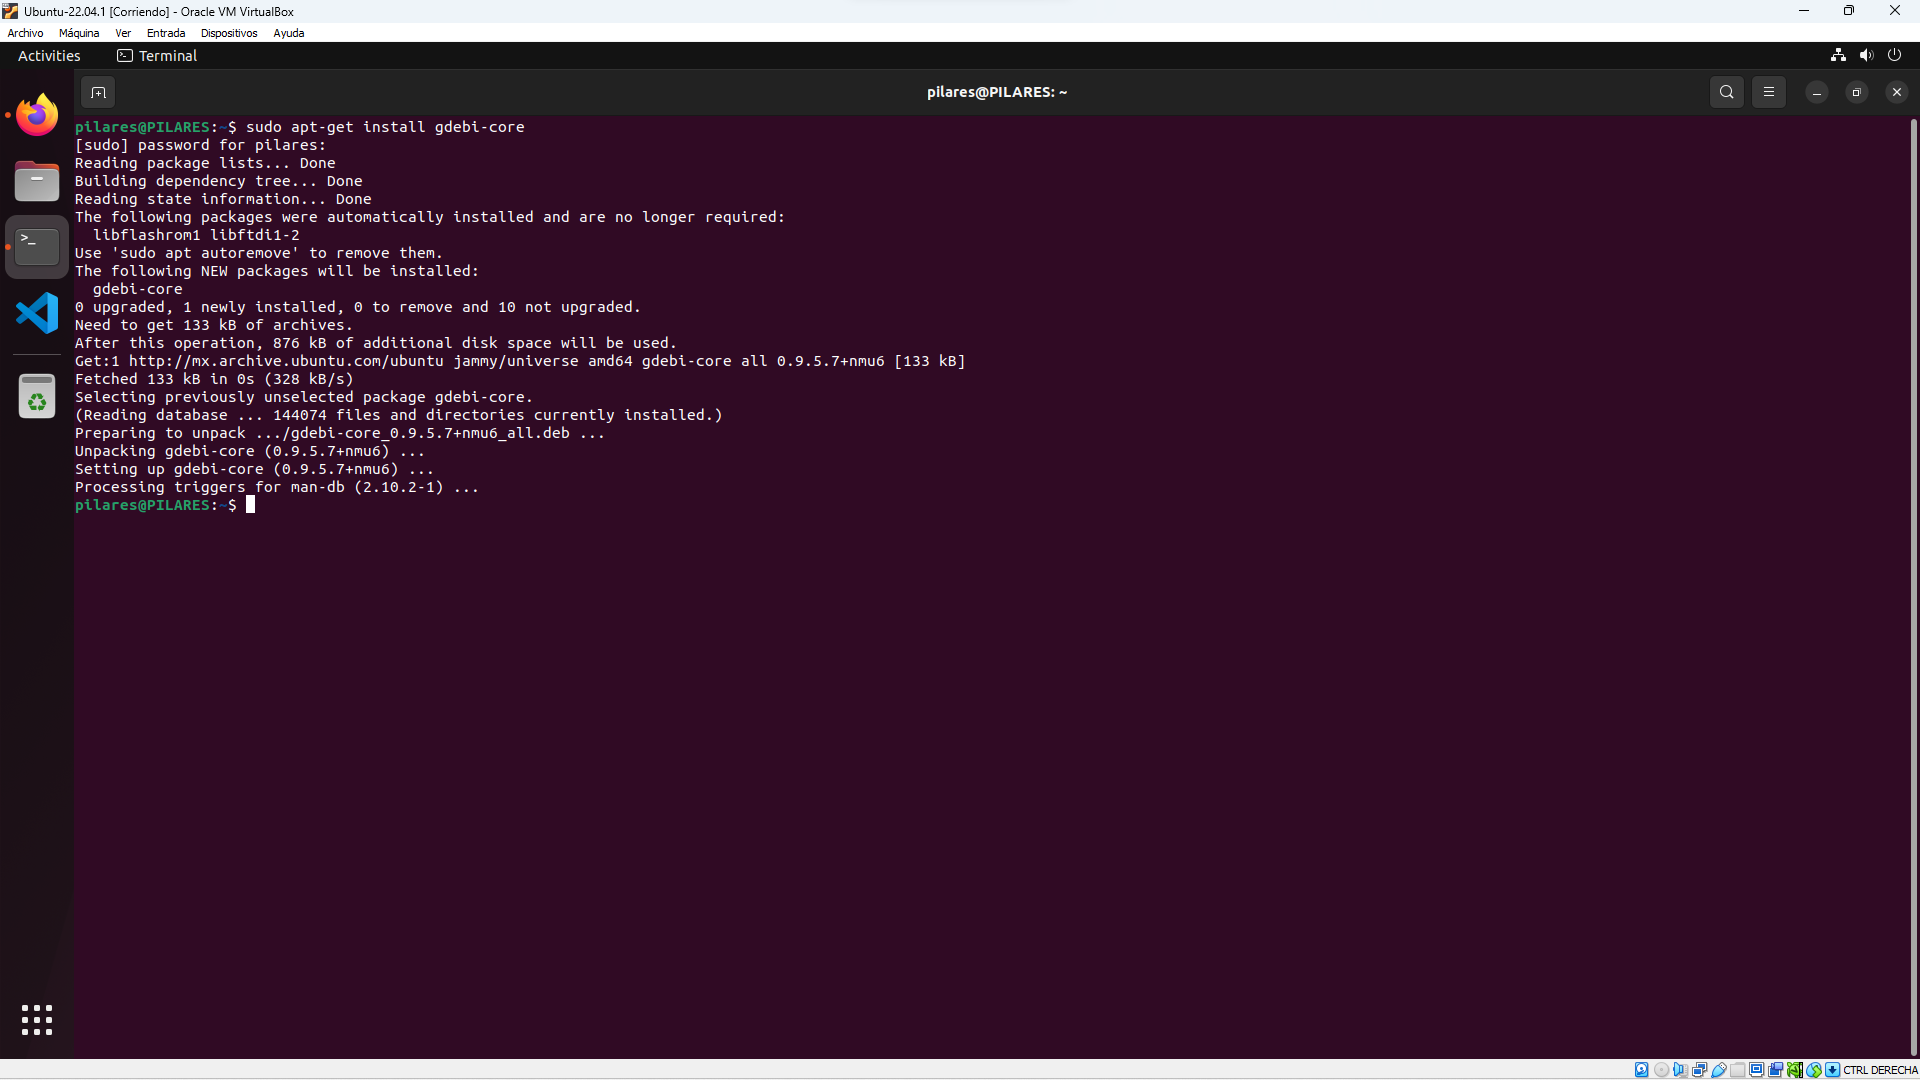 Ubuntu-22.04.1 [Corriendo] - Oracle VM VirtualBox
Archivo Máquina Ver Entrada Dispositivos Ayuda
Activities Terminal
pilares@PILARES: ~
pilares@PILARES:~$ sudo apt-get install gdebi-core
[sudo] password for pilares:
Reading package lists... Done
Building dependency tree... Done
Reading state information... Done
The following packages were automatically installed and are no longer required:
  libflashrom1 libftdi1-2
Use 'sudo apt autoremove' to remove them.
The following NEW packages will be installed:
  gdebi-core
0 upgraded, 1 newly installed, 0 to remove and 10 not upgraded.
Need to get 133 kB of archives.
After this operation, 876 kB of additional disk space will be used.
Get:1 http://mx.archive.ubuntu.com/ubuntu jammy/universe amd64 gdebi-core all 0.9.5.7+nmu6 [133 kB]
Fetched 133 kB in 0s (328 kB/s)
Selecting previously unselected package gdebi-core.
(Reading database ... 144074 files and directories currently installed.)
Preparing to unpack .../gdebi-core_0.9.5.7+nmu6_all.deb ...
Unpacking gdebi-core (0.9.5.7+nmu6) ...
Setting up gdebi-core (0.9.5.7+nmu6) ...
Processing triggers for man-db (2.10.2-1) ...
pilares@PILARES:~$
CTRL DERECHA